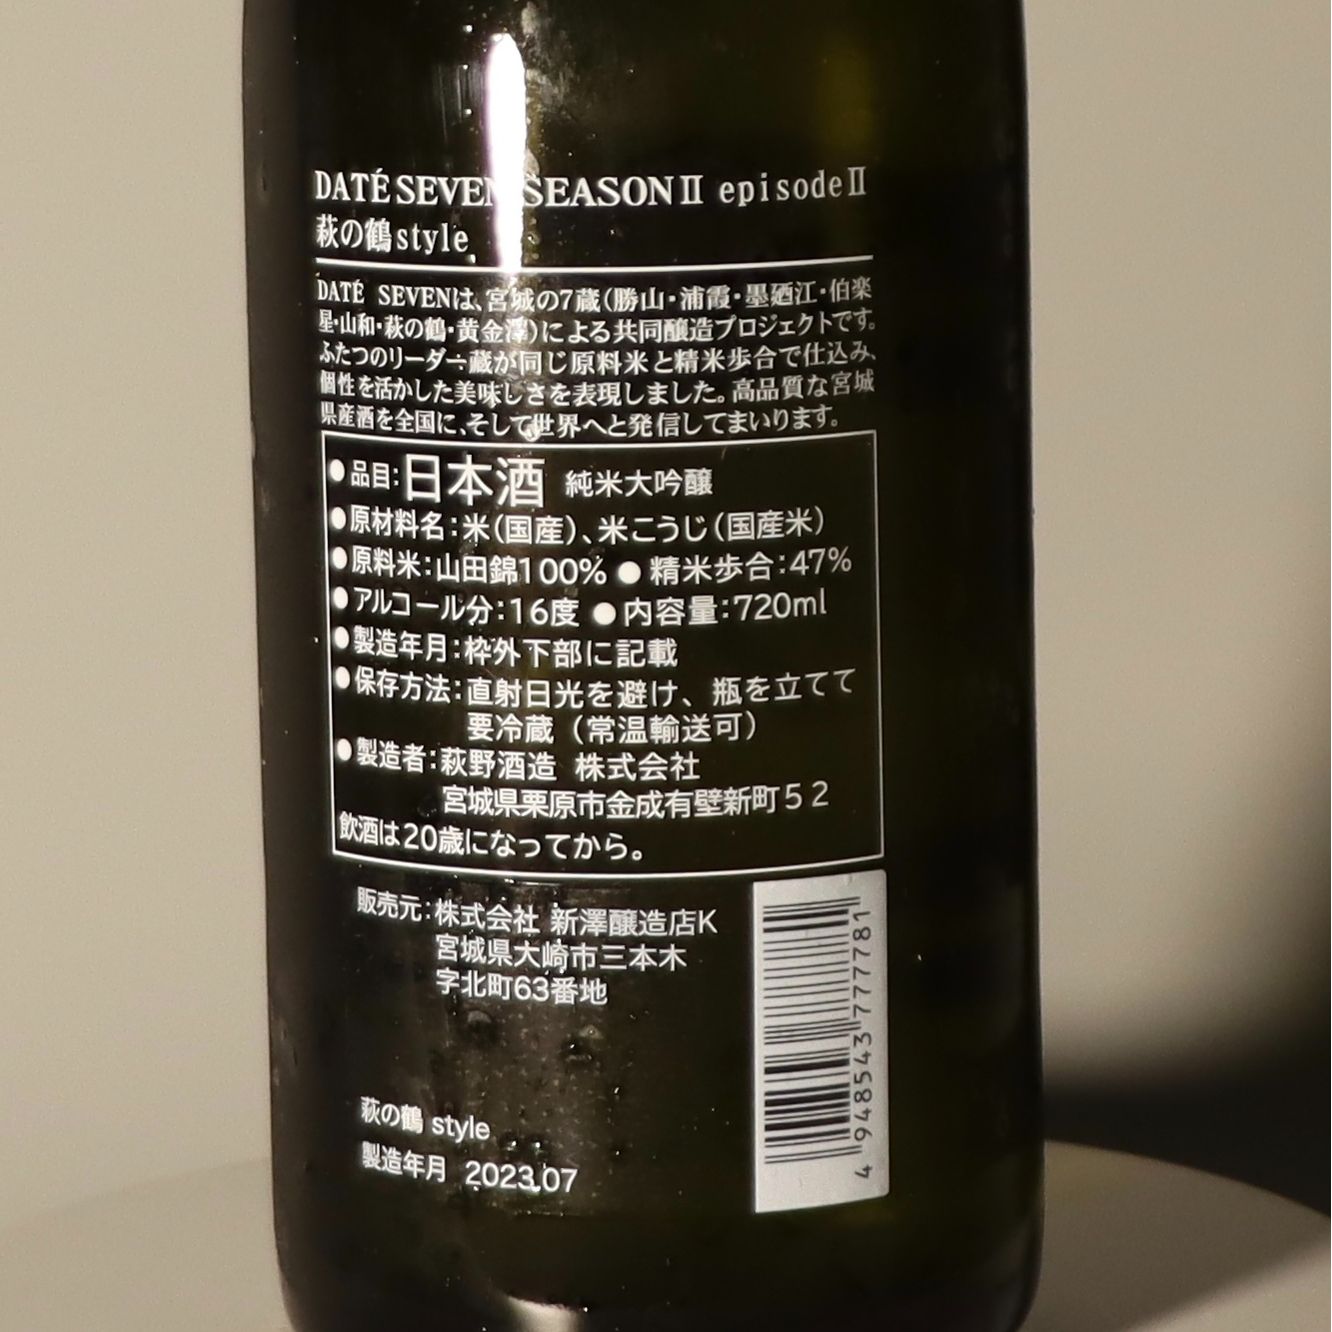 DATÉ SEVEN SEASONⅡ episodeⅡ
萩の鶴style
DATÉ SEVENは、宮城の7蔵(勝山・浦霞・墨廼江・伯楽
星・山和・萩の鶴・黄金澤)による共同醸造プロジェクトです。
ふたつのリーダー蔵が同じ原料米と精米歩合で仕込み、
個性を活かした美味しさを表現しました。高品質な宮城
県産酒を全国に、そして世界へと発信してまいります。
●品目:日本酒 純米大吟醸
●原材料名:米(国産)、米こうじ(国産米)
●原料米:山田錦100% ●精米歩合:47%
●アルコール分:16度 ●内容量:720ml
●製造年月:枠外下部に記載
●保存方法:直射日光を避け、瓶を立てて
要冷蔵(常温輸送可)
●製造者:萩野酒造 株式会社
宮城県栗原市金成有壁新町52
飲酒は20歳になってから。
販売元:株式会社 新澤醸造店K
宮城県大崎市三本木
字北町63番地
萩の鶴 style
製造年月 2023.07
4948543777781